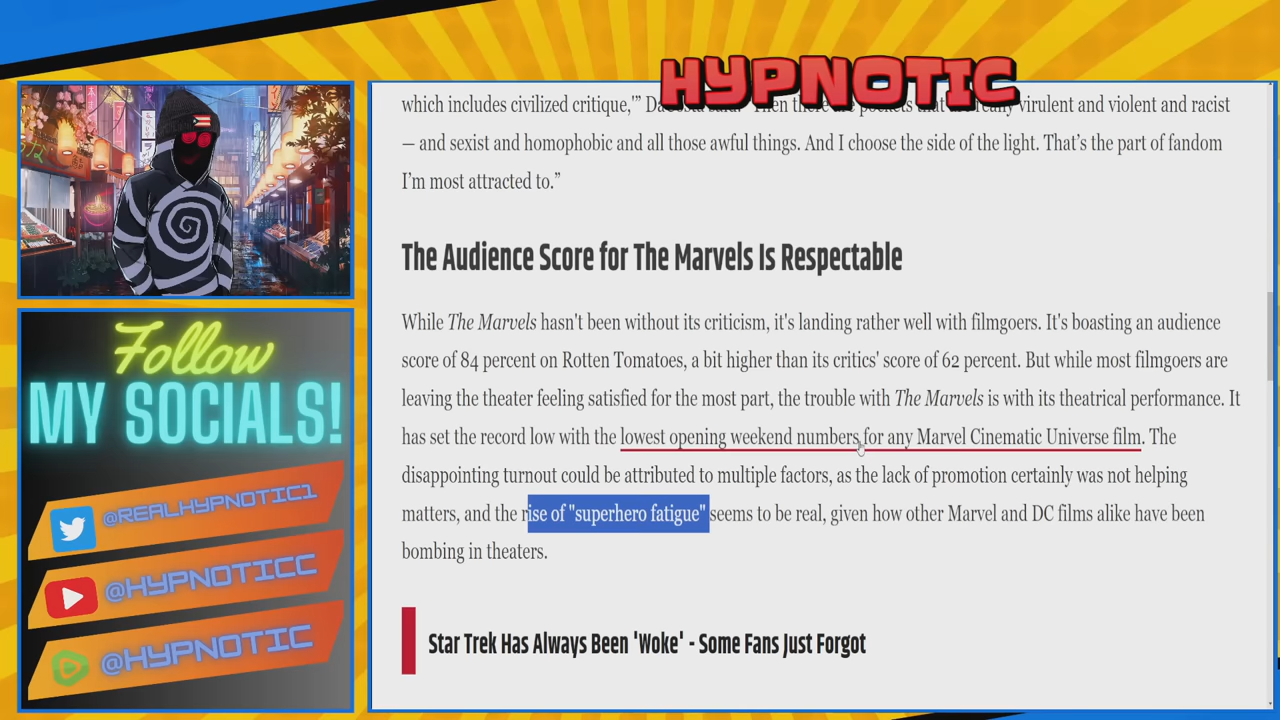 HYPNOTIC
which includes civilized critique,'” Da said. Then there are pockets that virulent and violent and racist
— and sexist and homophobic and all those awful things. And I choose the side of the light. That’s the part of fandom
I’m most attracted to.”
The Audience Score for The Marvels Is Respectable
While The Marvels hasn't been without its criticism, it's landing rather well with filmgoers. It's boasting an audience
score of 84 percent on Rotten Tomatoes, a bit higher than its critics' score of 62 percent. But while most filmgoers are
leaving the theater feeling satisfied for the most part, the trouble with The Marvels is with its theatrical performance. It
has set the record low with the lowest opening weekend numbers for any Marvel Cinematic Universe film. The
disappointing turnout could be attributed to multiple factors, as the lack of promotion certainly was not helping
matters, and the rise of "superhero fatigue" seems to be real, given how other Marvel and DC films alike have been
bombing in theaters.
Star Trek Has Always Been 'Woke' - Some Fans Just Forgot
Follow
MY SOCIALS!
@REALHYPNOTIC1
@HYPNOTICC
@HYPNOTIC